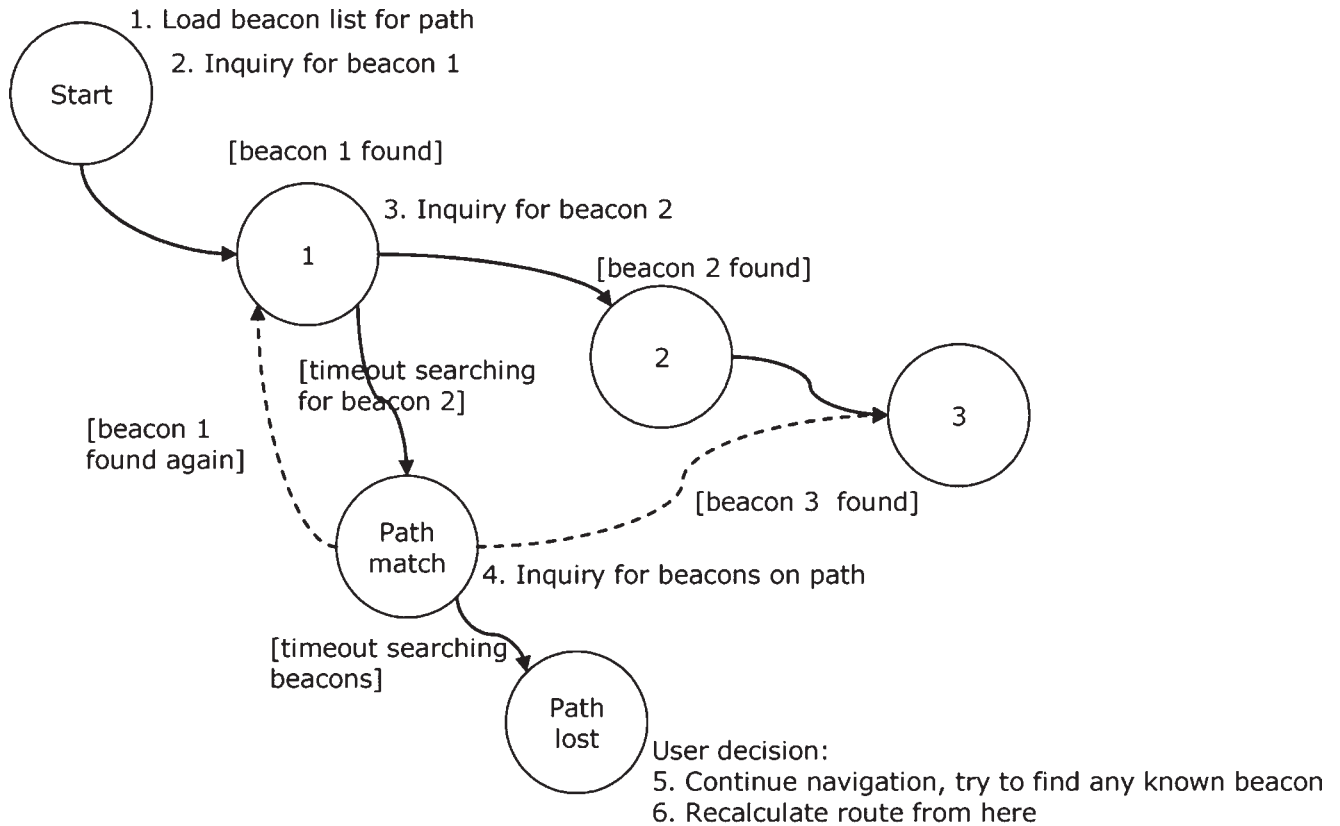 1. Load beacon list for path
2. Inquiry for beacon 1
Start
[beacon 1 found]
3. Inquiry for beacon 2
1
[beacon 2 found]
2
[timeout searching
for beacon 2]
3
[beacon 1
found again]
[beacon 3  found]
Path
match
4. Inquiry for beacons on path
[timeout searching
beacons]
Path
lost
User decision:
5. Continue navigation, try to find any known beacon
6. Recalculate route from here